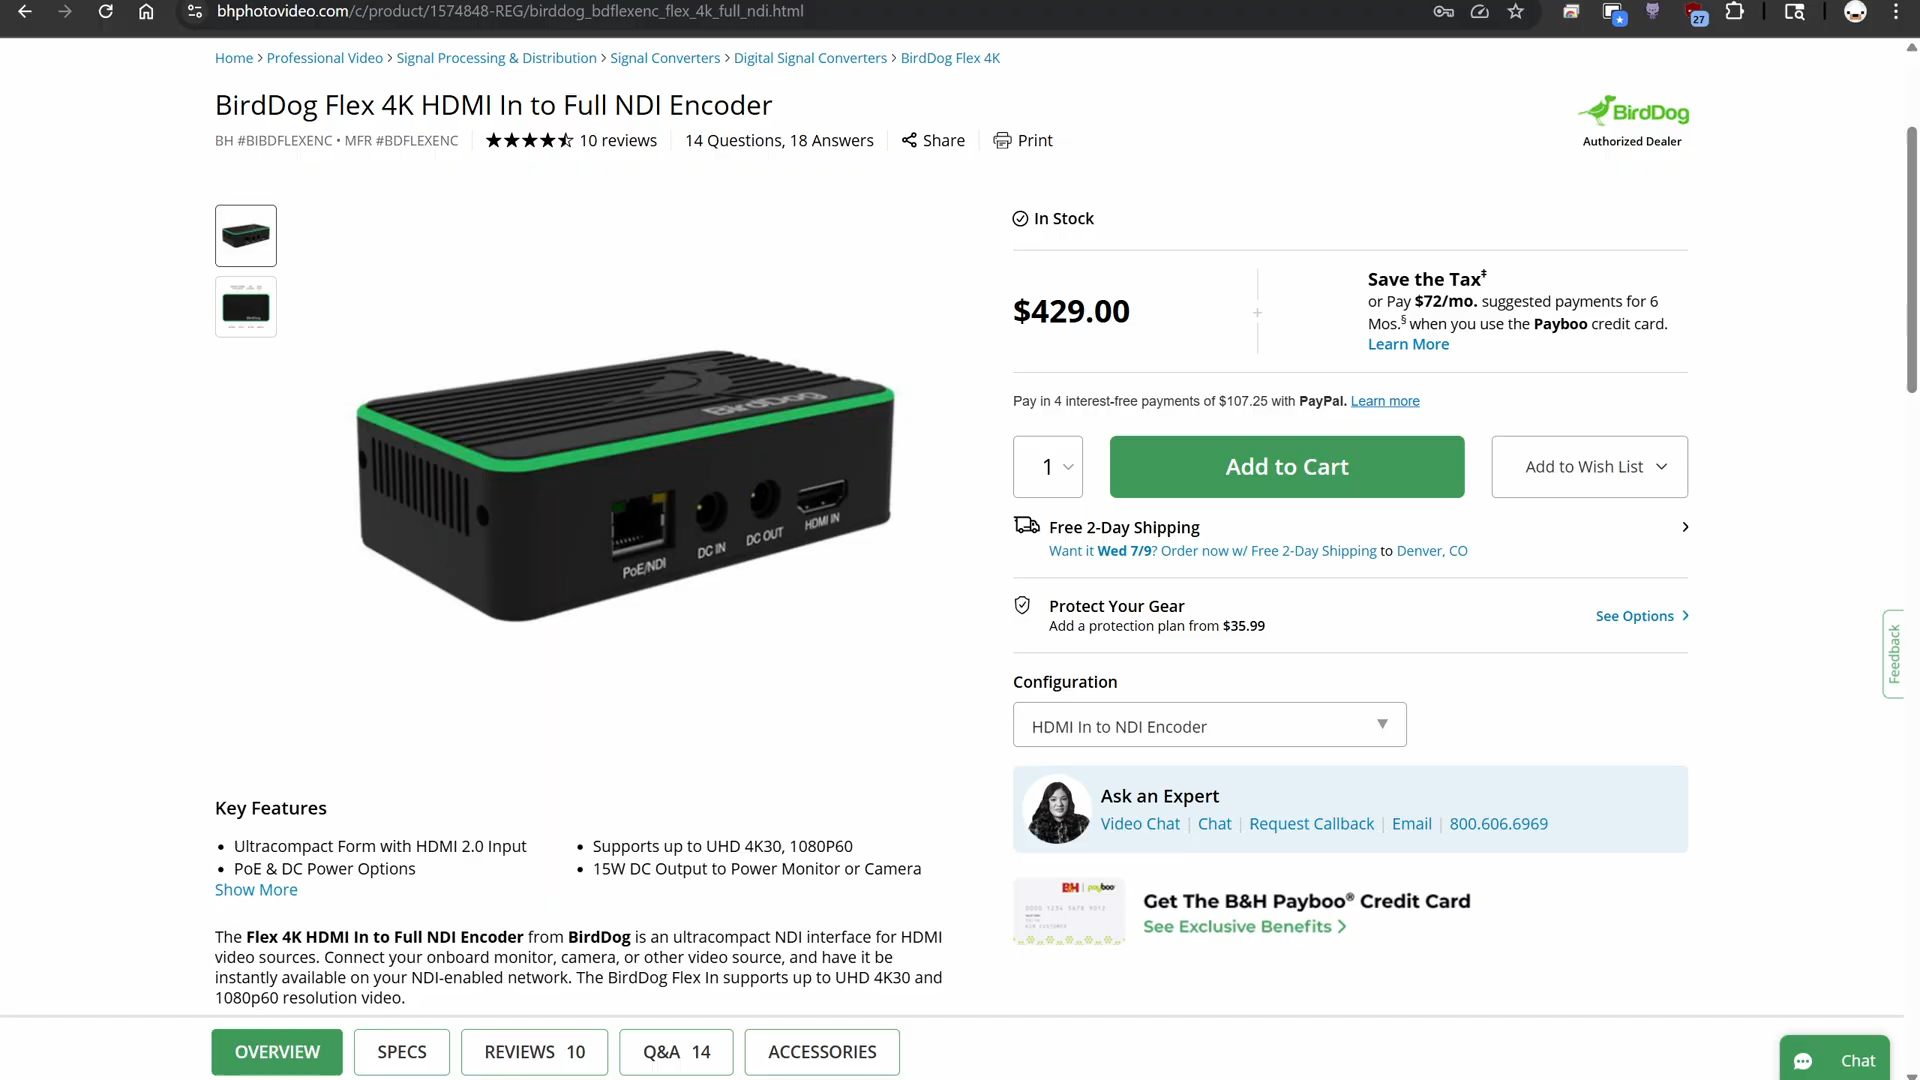 bhphotovideo.com/c/product/1574848-REG/birddog_bdflexenc_flex_4k_full_ndi.html
27
Home > Professional Video > Signal Processing & Distribution > Signal Converters > Digital Signal Converters > BirdDog Flex 4K
BirdDog Flex 4K HDMI In to Full NDI Encoder
BH #BIBDFLEXENC • MFR #BDFLEXENC
10 reviews
14 Questions, 18 Answers
Share
Print
BirdDog
Authorized Dealer
BirdDog
PoE/NDI
DC IN
DC OUT
HDMI IN
In Stock
$429.00
Save the Tax‡
or Pay $72/mo. suggested payments for 6
Mos.§ when you use the Payboo credit card.
Learn More
Pay in 4 interest-free payments of $107.25 with PayPal. Learn more
1
Add to Cart
Add to Wish List
Free 2-Day Shipping
Want it Wed 7/9? Order now w/ Free 2-Day Shipping to Denver, CO
Protect Your Gear
Add a protection plan from $35.99
See Options
Feedback
Configuration
HDMI In to NDI Encoder
Ask an Expert
Video Chat | Chat | Request Callback | Email | 800.606.6969
B&H payboo
0000 1234 5678 9012
Get The B&H Payboo® Credit Card
See Exclusive Benefits >
Key Features
• Ultracompact Form with HDMI 2.0 Input
• PoE & DC Power Options
• Supports up to UHD 4K30, 1080P60
• 15W DC Output to Power Monitor or Camera
Show More
The Flex 4K HDMI In to Full NDI Encoder from BirdDog is an ultracompact NDI interface for HDMI
video sources. Connect your onboard monitor, camera, or other video source, and have it be
instantly available on your NDI-enabled network. The BirdDog Flex In supports up to UHD 4K30 and
1080p60 resolution video.
OVERVIEW
SPECS
REVIEWS 10
Q&A 14
ACCESSORIES
Chat